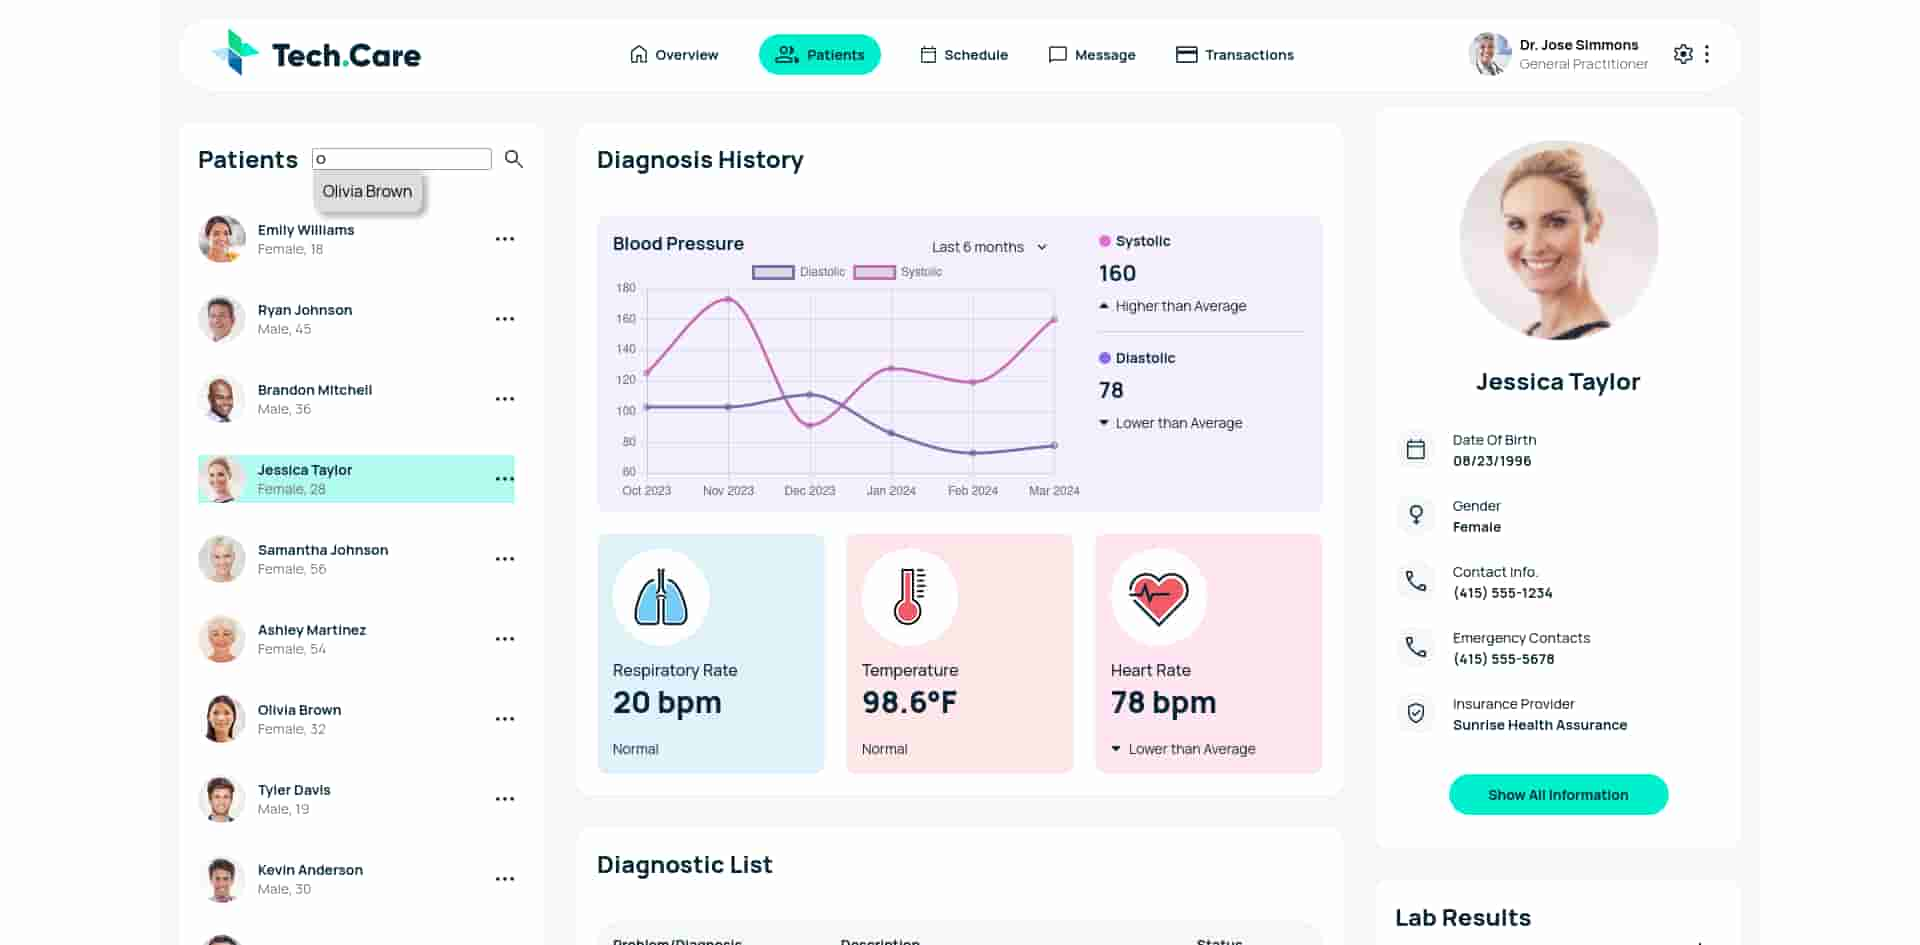 Tech.Care
Overview
Patients
Schedule
Message
Transactions
Dr. Jose Simmons
General Practitioner
Patients
O
Olivia Brown
Emily Williams
Female, 18
Ryan Johnson
Male, 45
Brandon Mitchell
Male, 36
Jessica Taylor
Female, 28
Samantha Johnson
Female, 56
Ashley Martinez
Female, 54
Olivia Brown
Female, 32
Tyler Davis
Male, 19
Kevin Anderson
Male, 30
Diagnosis History
Blood Pressure
Last 6 months
Diastolic
Systolic
180
160
140
120
100
80
60
Oct 2023
Nov 2023
Dec 2023
Jan 2024
Feb 2024
Mar 2024
Systolic
160
Higher than Average
Diastolic
78
Lower than Average
Respiratory Rate
20 bpm
Normal
Temperature
98.6°F
Normal
Heart Rate
78 bpm
Lower than Average
Diagnostic List
Problem/Diagnosis
Description
Status
Jessica Taylor
Date Of Birth
08/23/1996
Gender
Female
Contact Info.
(415) 555-1234
Emergency Contacts
(415) 555-5678
Insurance Provider
Sunrise Health Assurance
Show All Information
Lab Results